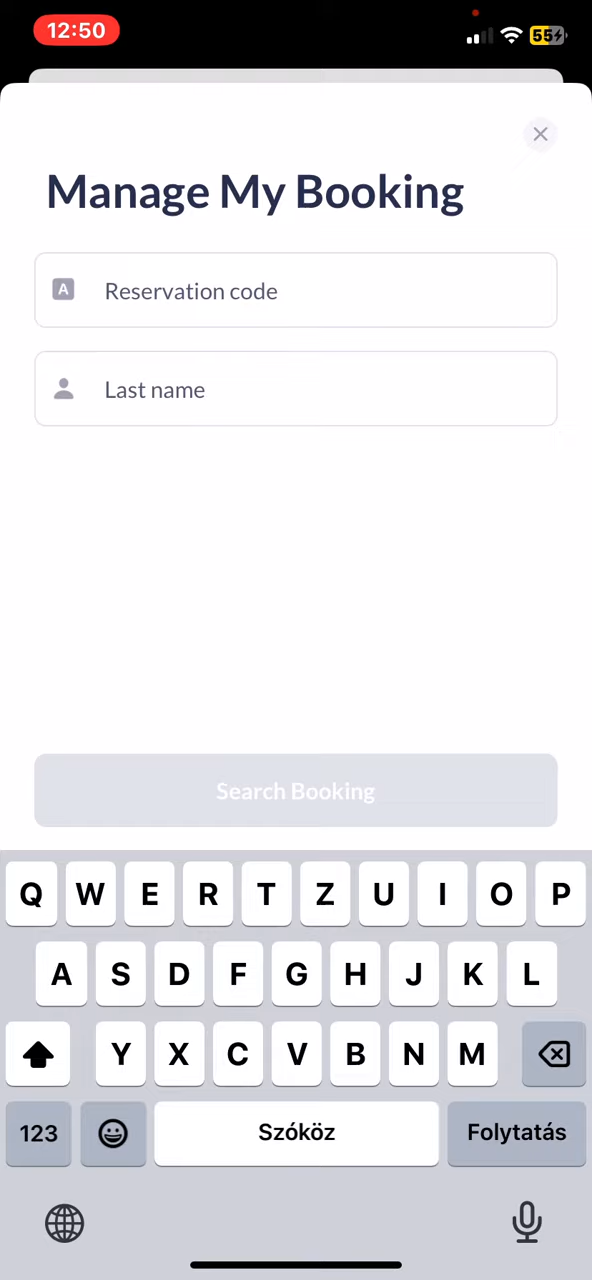 12:50
55
Manage My Booking
A Reservation code
Last name
Search Booking
Q W E R T Z U I O P
A S D F G H J K L
Y X C V B N M
123 Szóköz Folytatás